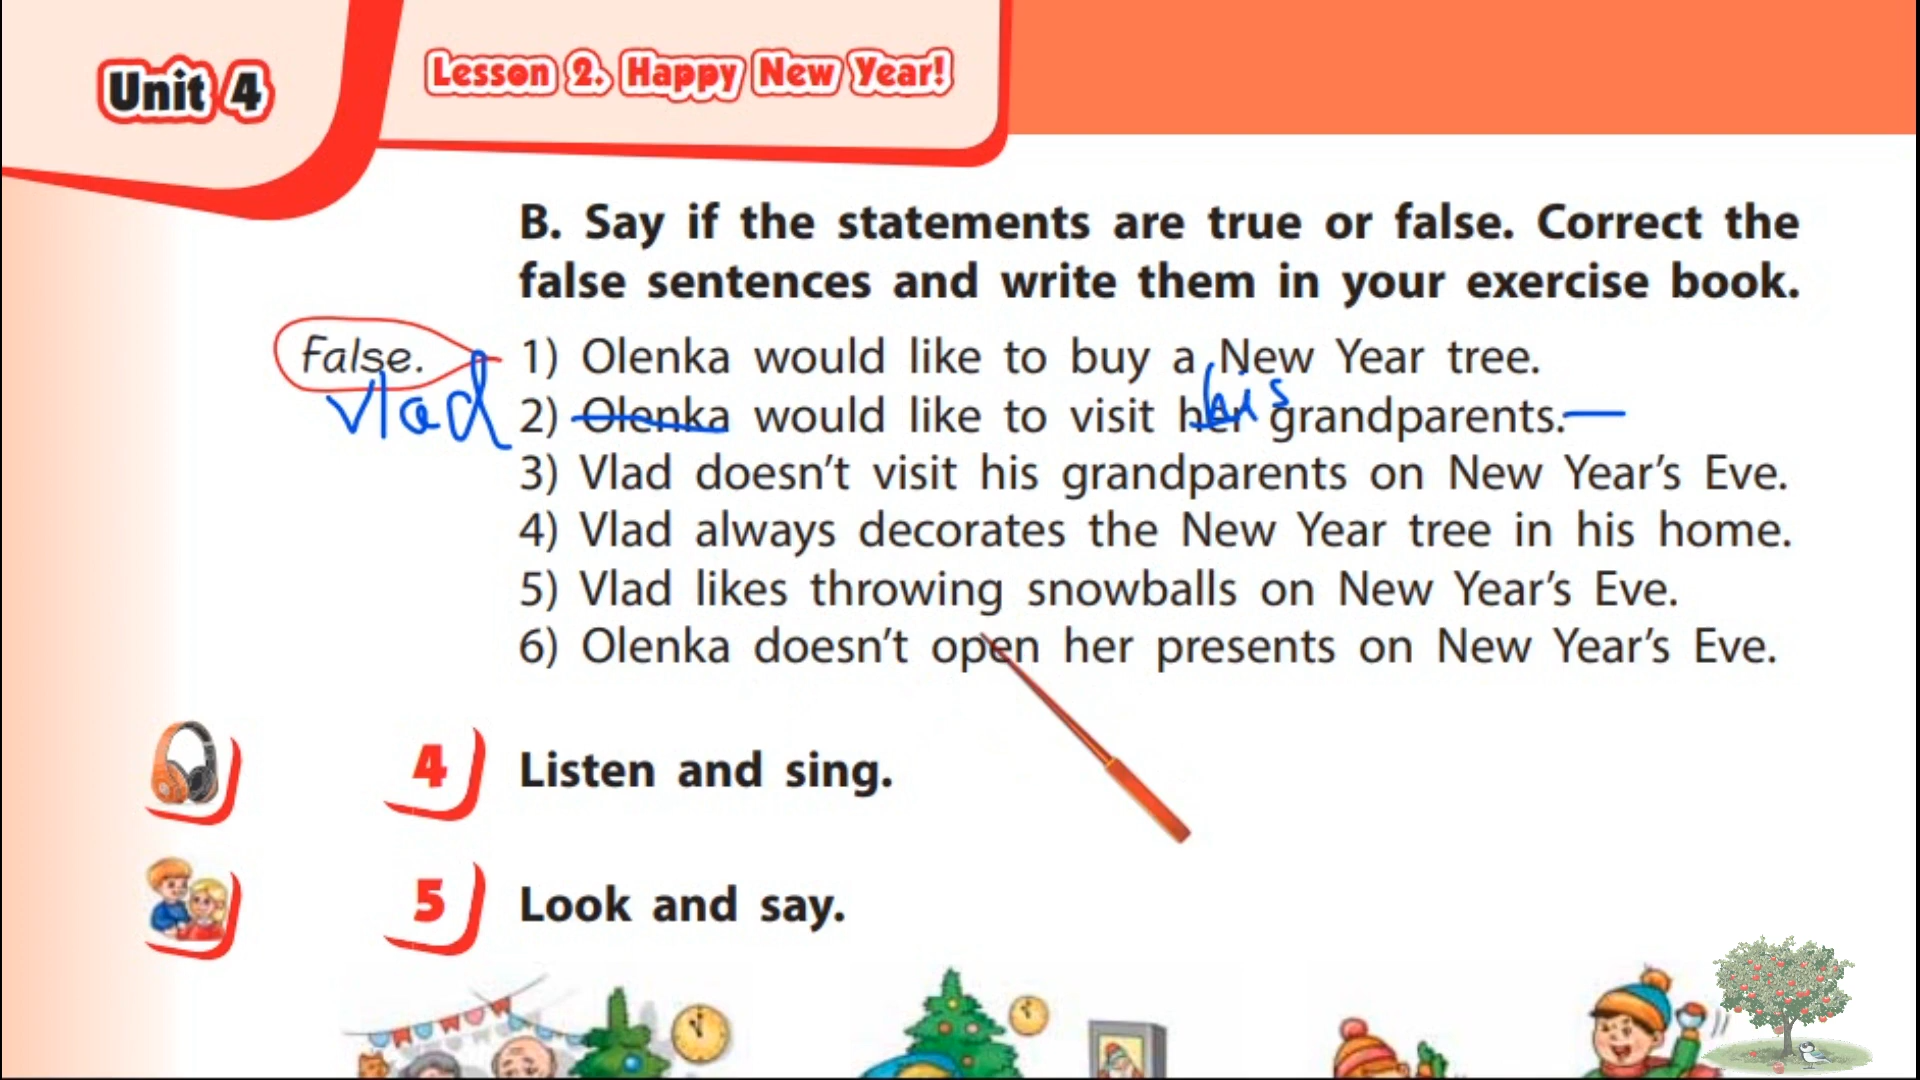 Unit 4
Lesson 2. Happy New Year!
B. Say if the statements are true or false. Correct the
false sentences and write them in your exercise book.
False. 1) Olenka would like to buy a New Year tree.
Vlad 2) Olenka would like to visit her his grandparents.
3) Vlad doesn't visit his grandparents on New Year's Eve.
4) Vlad always decorates the New Year tree in his home.
5) Vlad likes throwing snowballs on New Year's Eve.
6) Olenka doesn't open her presents on New Year's Eve.
4 Listen and sing.
5 Look and say.